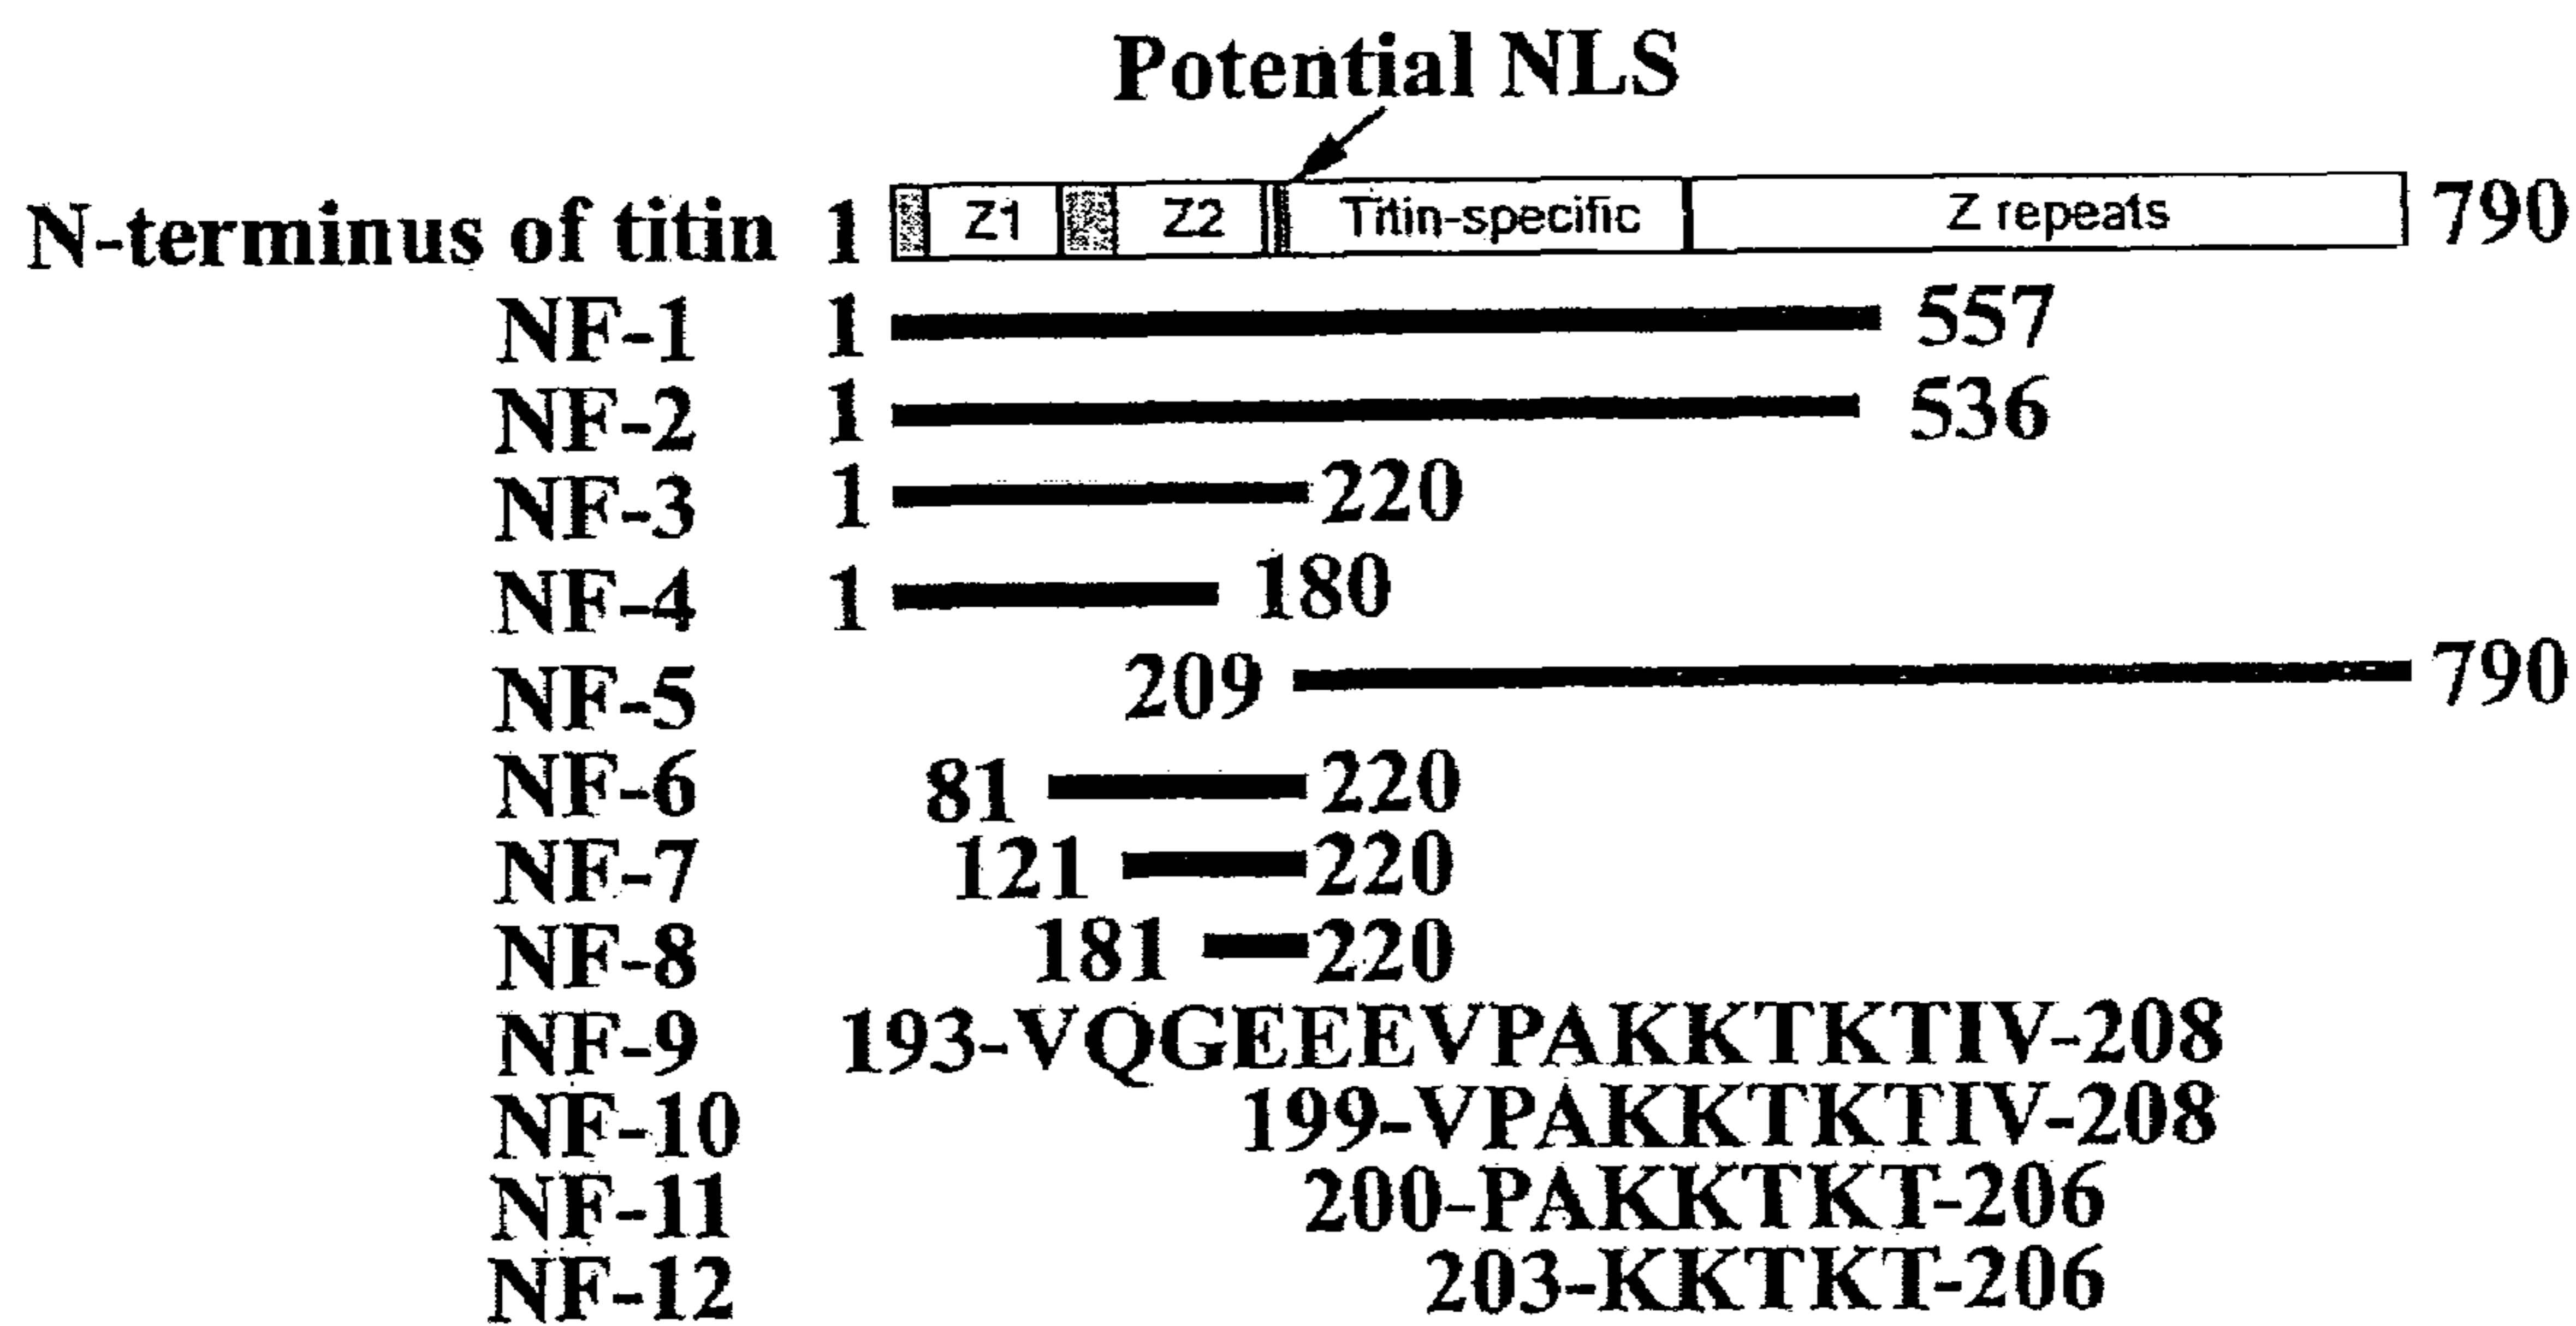 Potential NLS
N-terminus of titin 1 Z1 Z2 Titin-specific Z repeats 790
NF-1 1 557
NF-2 1 536
NF-3 1 220
NF-4 1 180
NF-5 209 790
NF-6 81 220
NF-7 121 220
NF-8 181 220
NF-9 193-VQGEEEVPAKKTKTIV-208
NF-10 199-VPAKKTKTIV-208
NF-11 200-PAKKTKT-206
NF-12 203-KKTKT-206